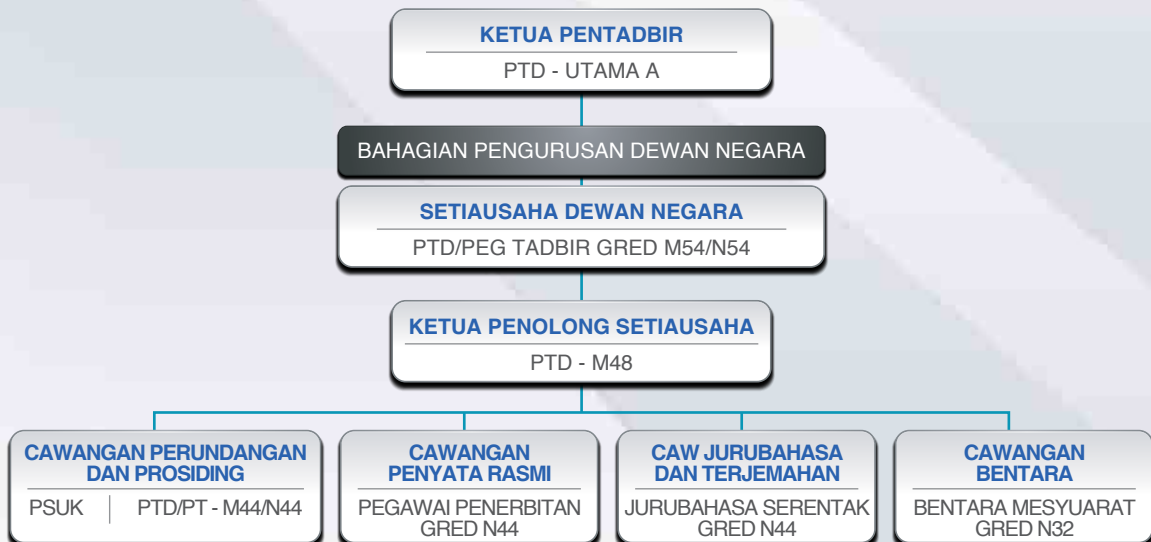 KETUA PENTADBIR
PTD - UTAMA A
BAHAGIAN PENGURUSAN DEWAN NEGARA
SETIAUSAHA DEWAN NEGARA
PTD/PEG TADBIR GRED M54/N54
KETUA PENOLONG SETIAUSAHA
PTD - M48
CAWANGAN PERUNDANGAN
DAN PROSIDING
PSUK
PTD/PT - M44/N44
CAWANGAN
PENYATA RASMI
PEGAWAI PENERBITAN
GRED N44
CAW JURUBAHASA
DAN TERJEMAHAN
JURUBAHASA SERENTAK
GRED N44
CAWANGAN
BENTARA
BENTARA MESYUARAT
GRED N32